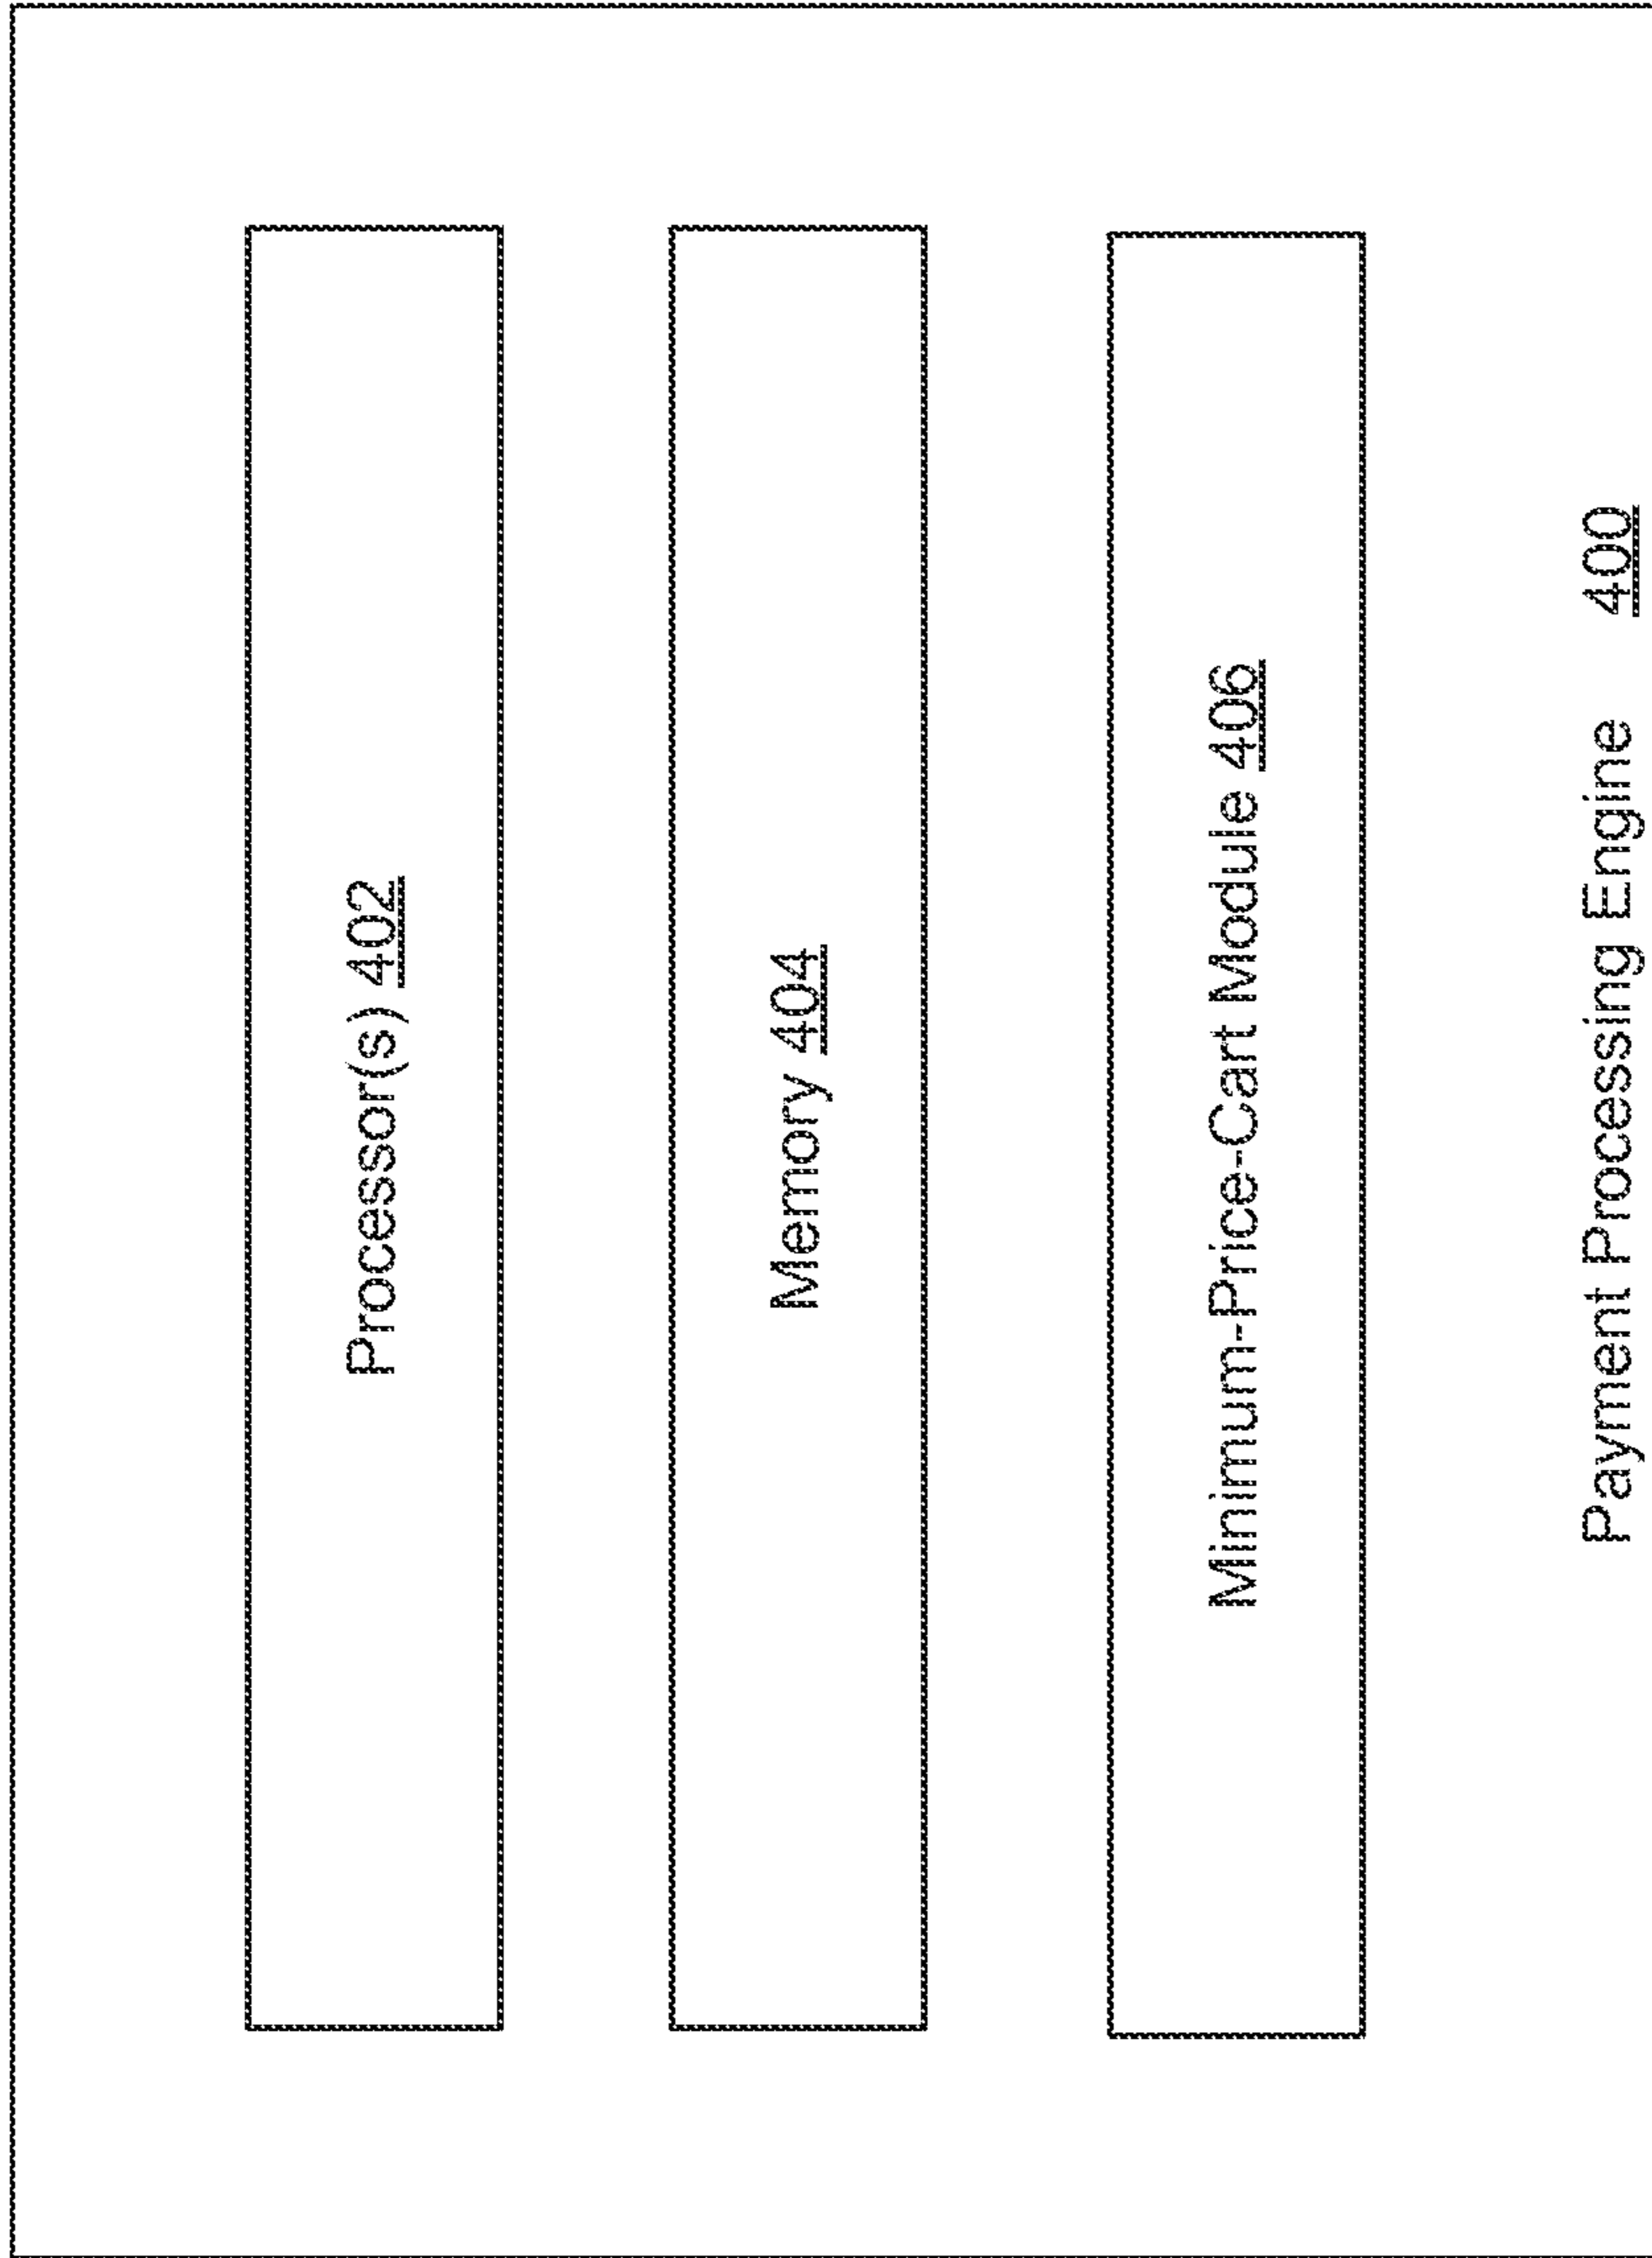 Processor(s) 402
Memory 404
Minimum-Price-Cart Module 406
Payment Processing Engine 400